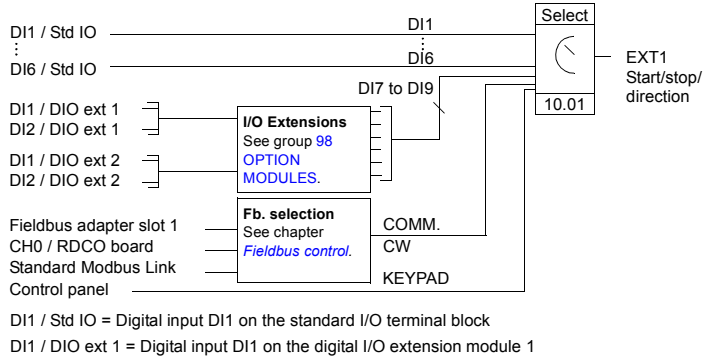 DI1 / Std IO
DI1
Select
DI6 / Std IO
DI6
EXT1
Start/stop/
direction
DI7 to DI9
10.01
DI1 / DIO ext 1
DI2 / DIO ext 1
I/O Extensions
See group 98
OPTION
MODULES.
DI1 / DIO ext 2
DI2 / DIO ext 2
Fb. selection
See chapter
Fieldbus control.
Fieldbus adapter slot 1
CH0 / RDCO board
Standard Modbus Link
Control panel
COMM.
CW
KEYPAD
DI1 / Std IO = Digital input DI1 on the standard I/O terminal block
DI1 / DIO ext 1 = Digital input DI1 on the digital I/O extension module 1